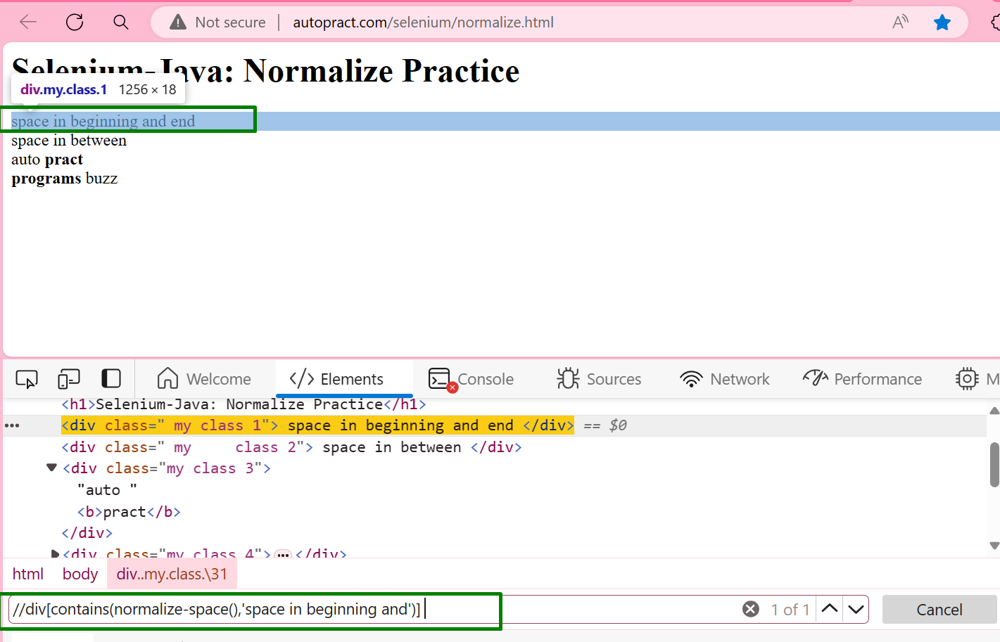 Not secure | autopract.com/selenium/normalize.html A))
Selenium-Java: Normalize Practice
div.my.class.1 1256 × 18
space in beginning and end
space in between
auto pract
programs buzz
Welcome </> Elements Console Sources Network Performance M
<h1>Selenium-Java: Normalize Practice</h1>
<div class=" my class 1"> space in beginning and end </div> == $0
<div class=" my     class 2"> space in between </div>
<div class="my class 3">
"auto "
<b>pract</b>
</div>
<div class="my class 4"> ... </div>
html body div..my.class.\31
//div[contains(normalize-space(),'space in beginning and')] 1 of 1 Cancel